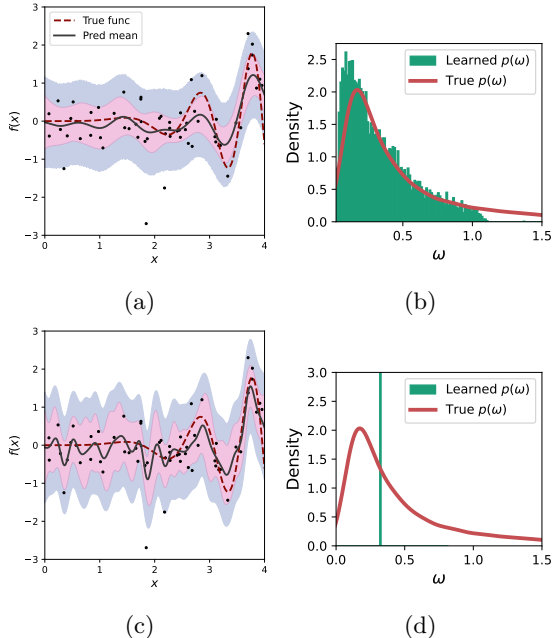 True func
Pred mean
3
2
1
0
−1
−2
−3
f(x)
0
1
2
3
4
x
(a)
Learned p(ω)
True p(ω)
2.5
2.0
1.5
1.0
0.5
0.0
Density
0.5
1.0
1.5
ω
(b)
3
2
1
0
−1
−2
−3
f(x)
0
1
2
3
4
x
(c)
Learned p(ω)
True p(ω)
3.0
2.5
2.0
1.5
1.0
0.5
0.0
Density
0.0
0.5
1.0
1.5
ω
(d)